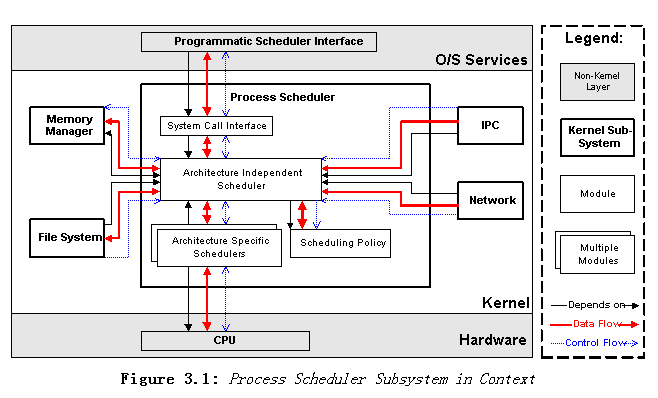 Programmatic Scheduler Interface
O/S Services
Process Scheduler
Memory
Manager
System Call Interface
IPC
Architecture Independent
Scheduler
Network
File System
Architecture Specific
Schedulers
Scheduling Policy
Kernel
CPU
Hardware
Legend:
Non-Kernel
Layer
Kernel Sub-
System
Module
Multiple
Modules
Depends on
Data Flow
Control Flow
Figure 3.1: Process Scheduler Subsystem in Context